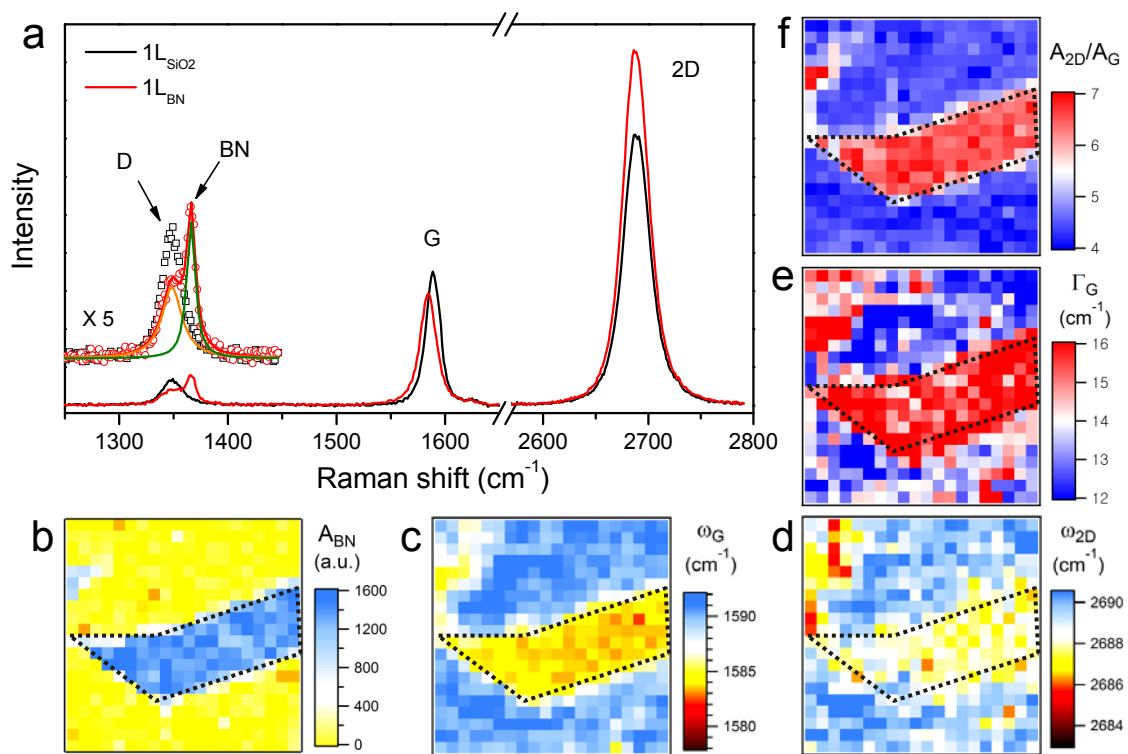 a
1L_SiO2
1L_BN
D
BN
G
2D
X 5
Intensity
1300 1400 1500 1600 2600 2700 2800
Raman shift (cm⁻¹)
f
A_2D/A_G
7
6
5
4
e
Γ_G
(cm⁻¹)
16
15
14
13
12
b
A_BN
(a.u.)
1600
1200
800
400
0
c
ω_G
(cm⁻¹)
1590
1585
1580
d
ω_2D
(cm⁻¹)
2690
2688
2686
2684